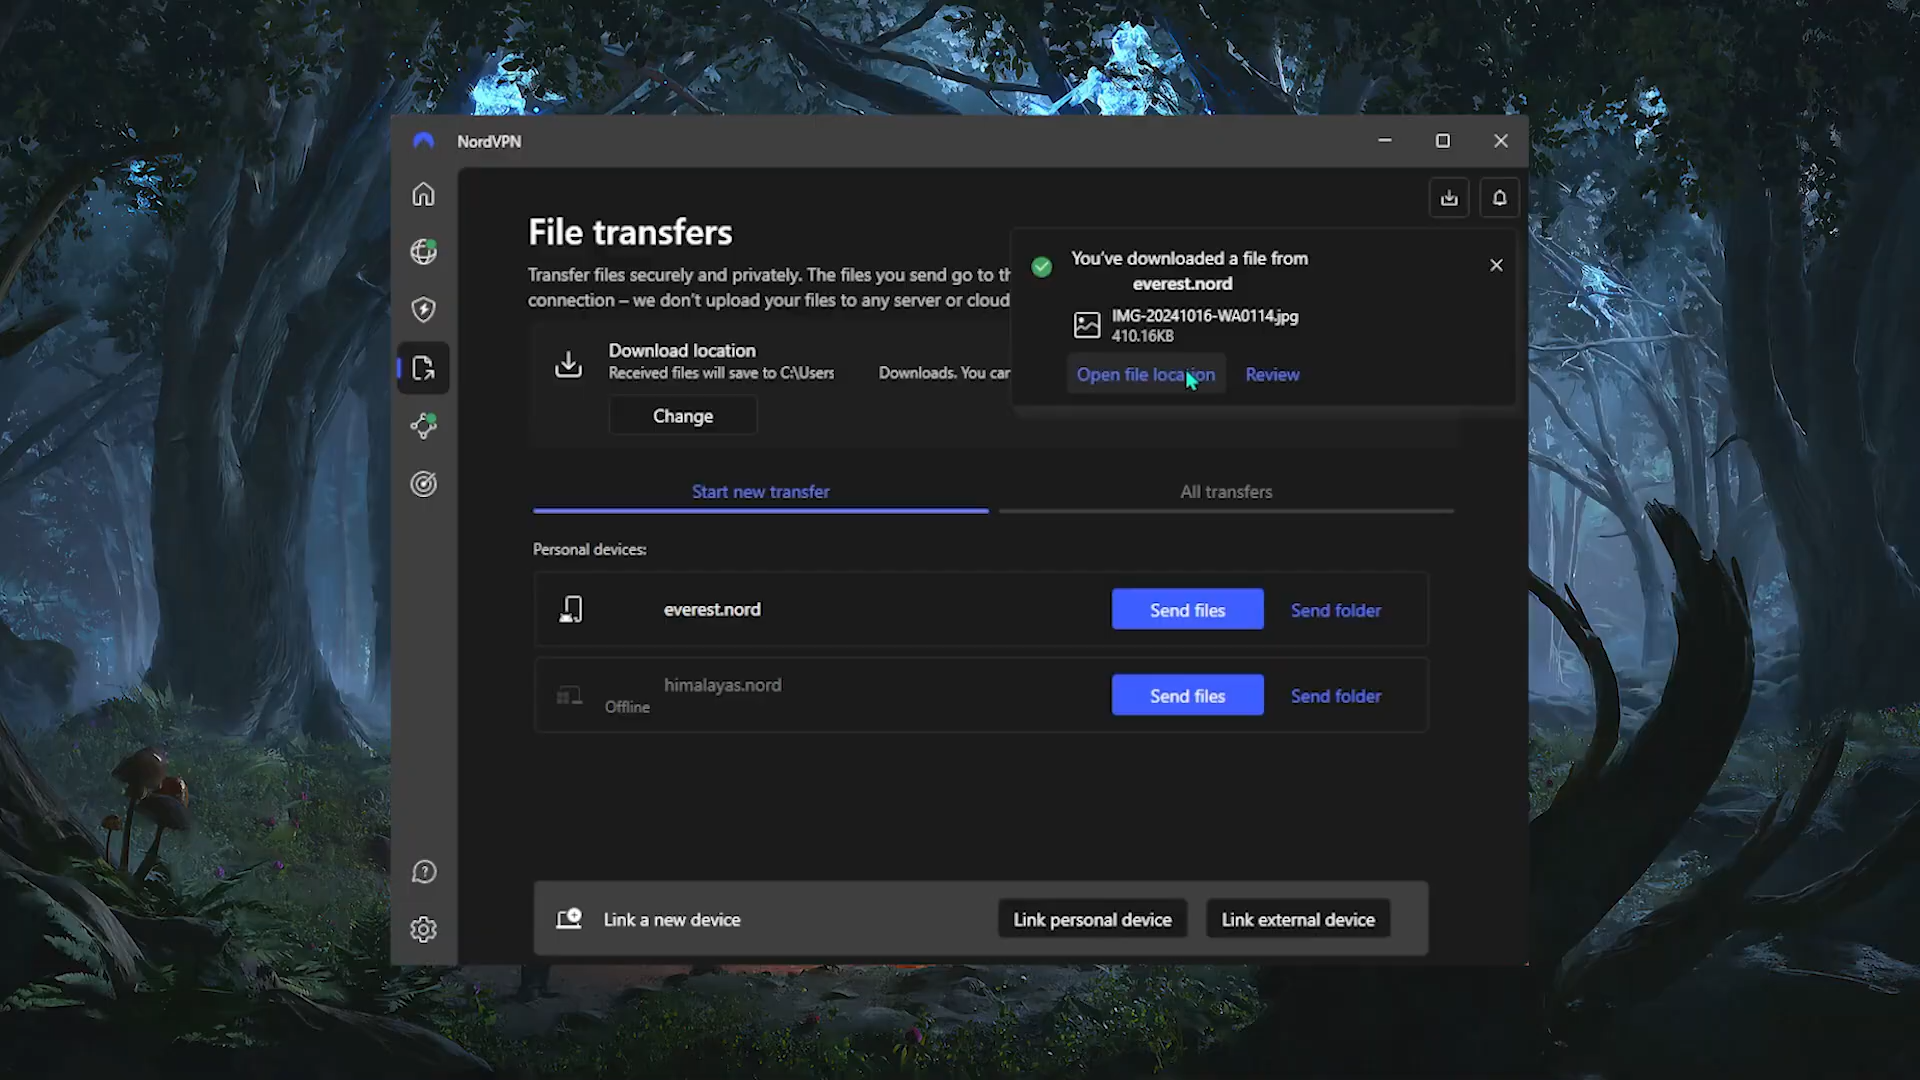 NordVPN
File transfers
Transfer files securely and privately. The files you send go to
connection – we don't upload your files to any server or cloud
You've downloaded a file from
everest.nord
IMG-20241016-WA0114.jpg
410.16KB
Open file location
Review
Download location
Received files will save to C:\Users Downloads. You can
Change
Start new transfer
All transfers
Personal devices:
everest.nord
Send files
Send folder
himalayas.nord
Offline
Send files
Send folder
Link a new device
Link personal device
Link external device